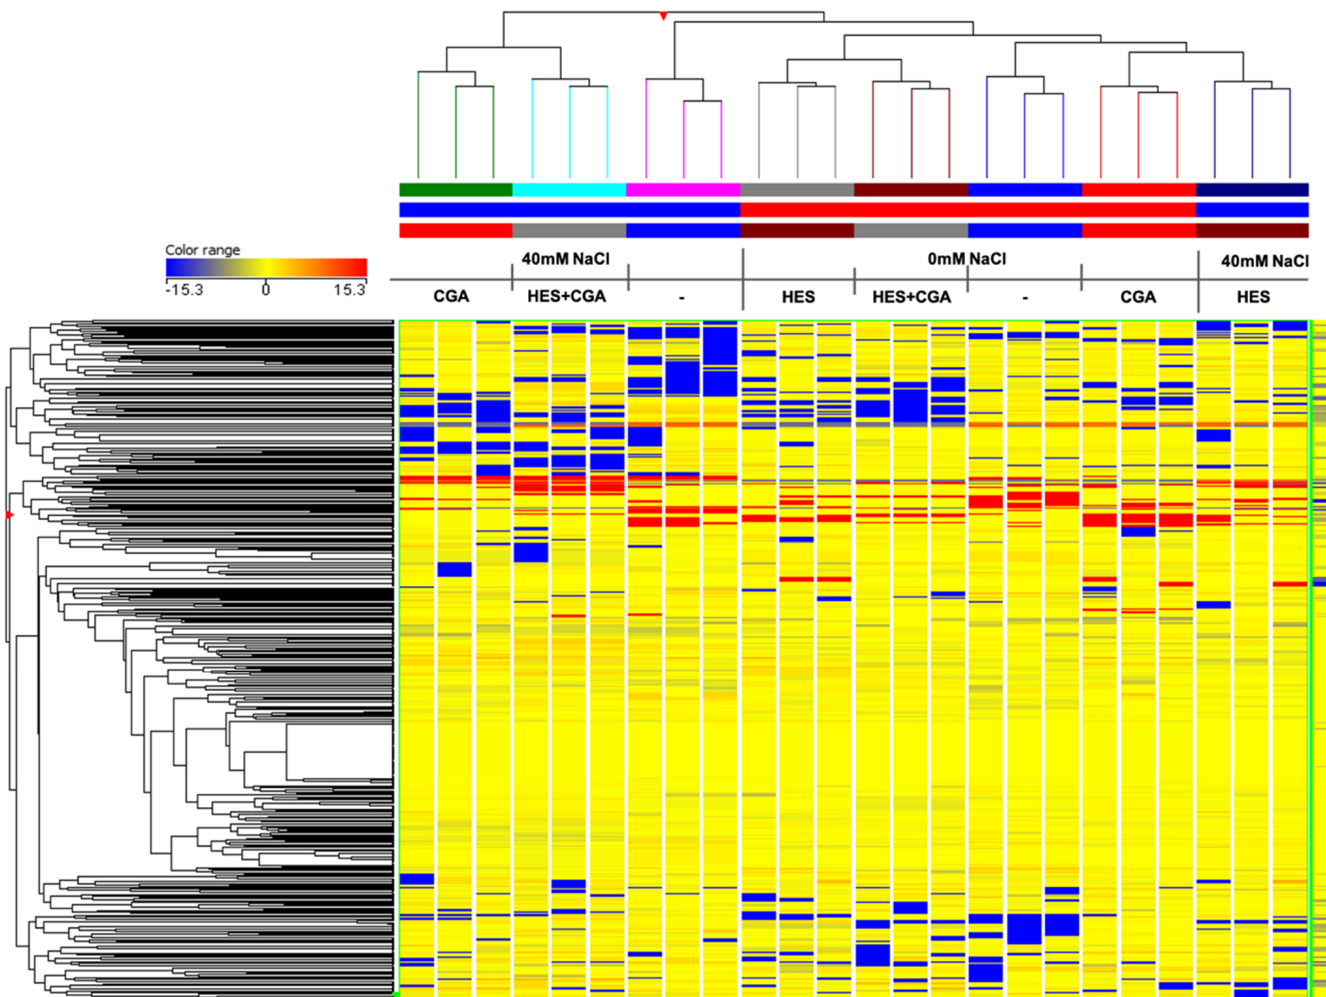 Color range
-15.3 0 15.3
40mM NaCl 0mM NaCl 40mM NaCl
CGA HES+CGA - HES HES+CGA - CGA HES